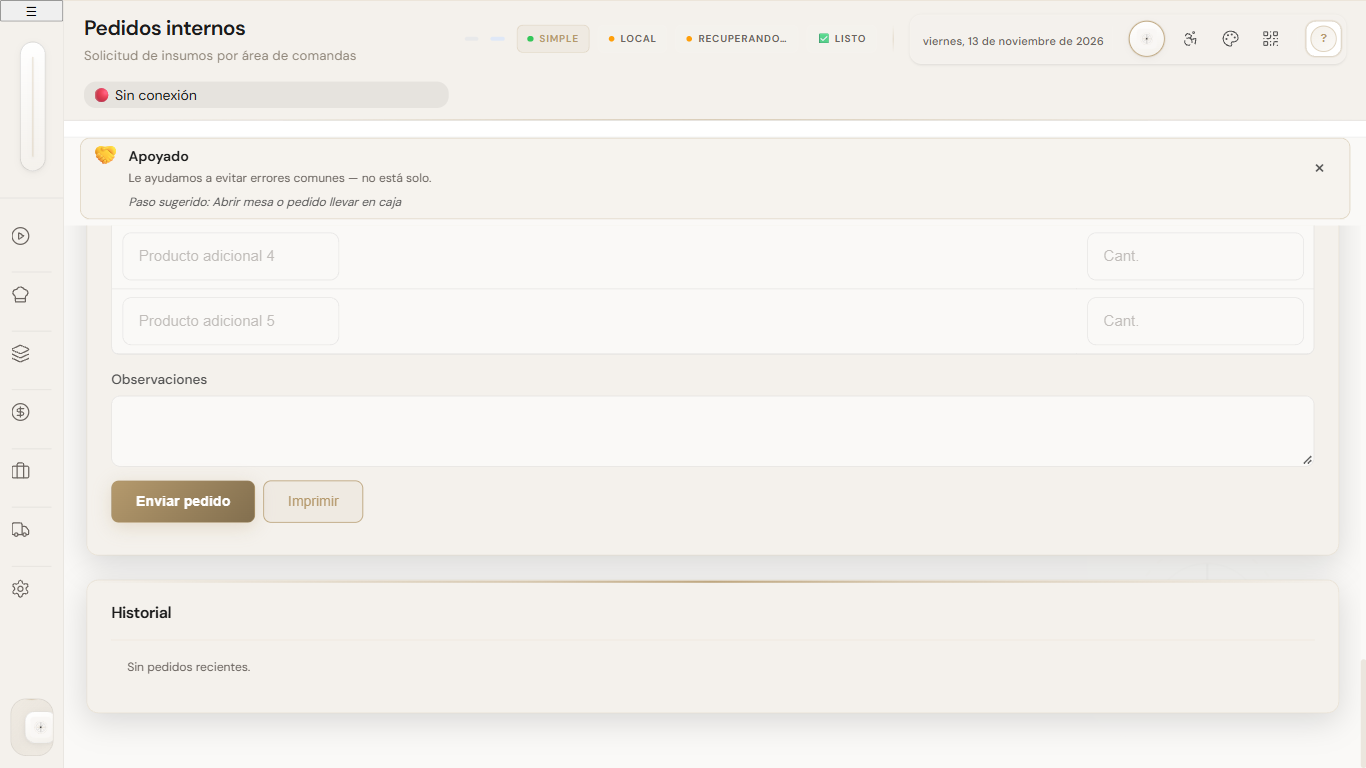 Pedidos internos
Solicitud de insumos por área de comandas
SIMPLE
LOCAL
RECUPERANDO...
LISTO
viernes, 13 de noviembre de 2026
?
Sin conexión
Apoyado
Le ayudamos a evitar errores comunes — no está solo.
Paso sugerido: Abrir mesa o pedido llevar en caja
Producto adicional 4
Cant.
Producto adicional 5
Cant.
Observaciones
Enviar pedido
Imprimir
Historial
Sin pedidos recientes.